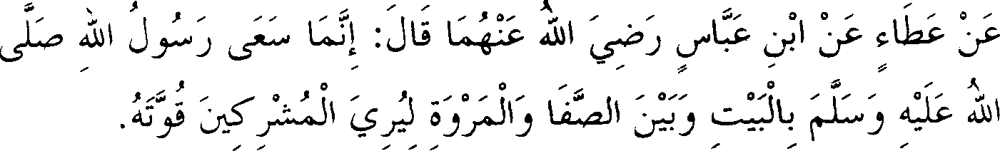 عَنْ عَطَاءٍ عَنْ ابْنِ عَبَّاسٍ رَضِيَ اللهُ عَنْهُمَا قَالَ: إِنَّمَا سَعَى رَسُولُ اللهِ صَلَّى
اللهُ عَلَيْهِ وَسَلَّمَ بِالْبَيْتِ وَبَيْنَ الصَّفَا وَالْمَرْوَةِ لِيُرِيَ الْمُشْرِكِينَ قُوَّتَهُ.